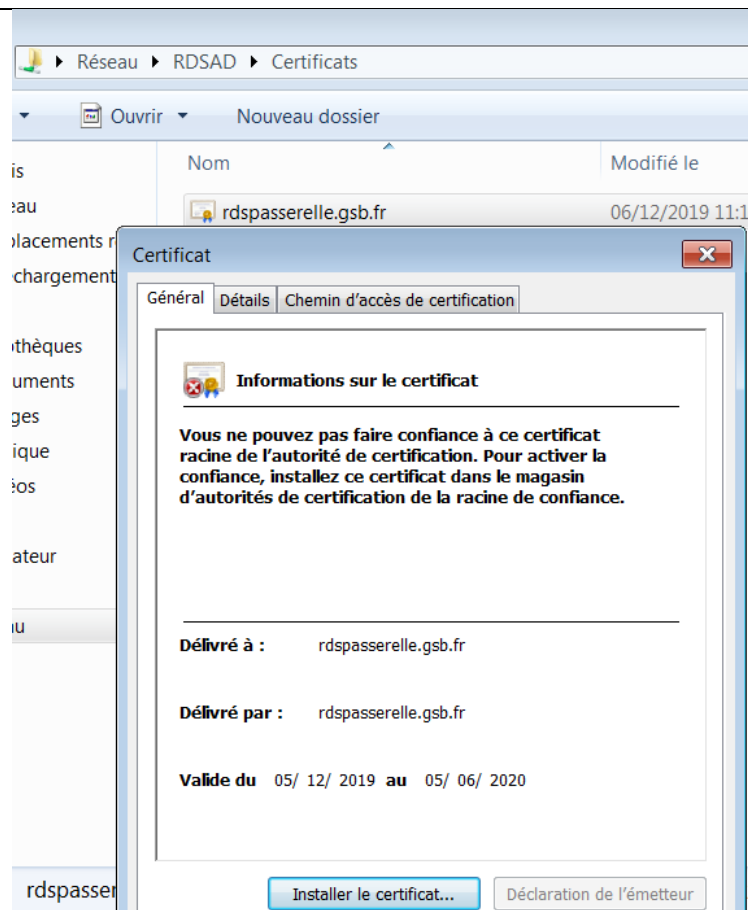 Réseau RDSAD Certificats
Ouvrir Nouveau dossier
Nom Modifié le
is
eau
rdspasserelle.gsb.fr 06/12/2019 11:1
placements r
Certificat
chargement
Général Détails Chemin d'accès de certification
thèques
Informations sur le certificat
uments
ges
Vous ne pouvez pas faire confiance à ce certificat
ique
racine de l'autorité de certification. Pour activer la
confiance, installez ce certificat dans le magasin
éos
d'autorités de certification de la racine de confiance.
ateur
au
Délivré à : rdspasserelle.gsb.fr
Délivré par : rdspasserelle.gsb.fr
Valide du 05/ 12/ 2019 au 05/ 06/ 2020
rdspasser
Installer le certificat... Déclaration de l'émetteur